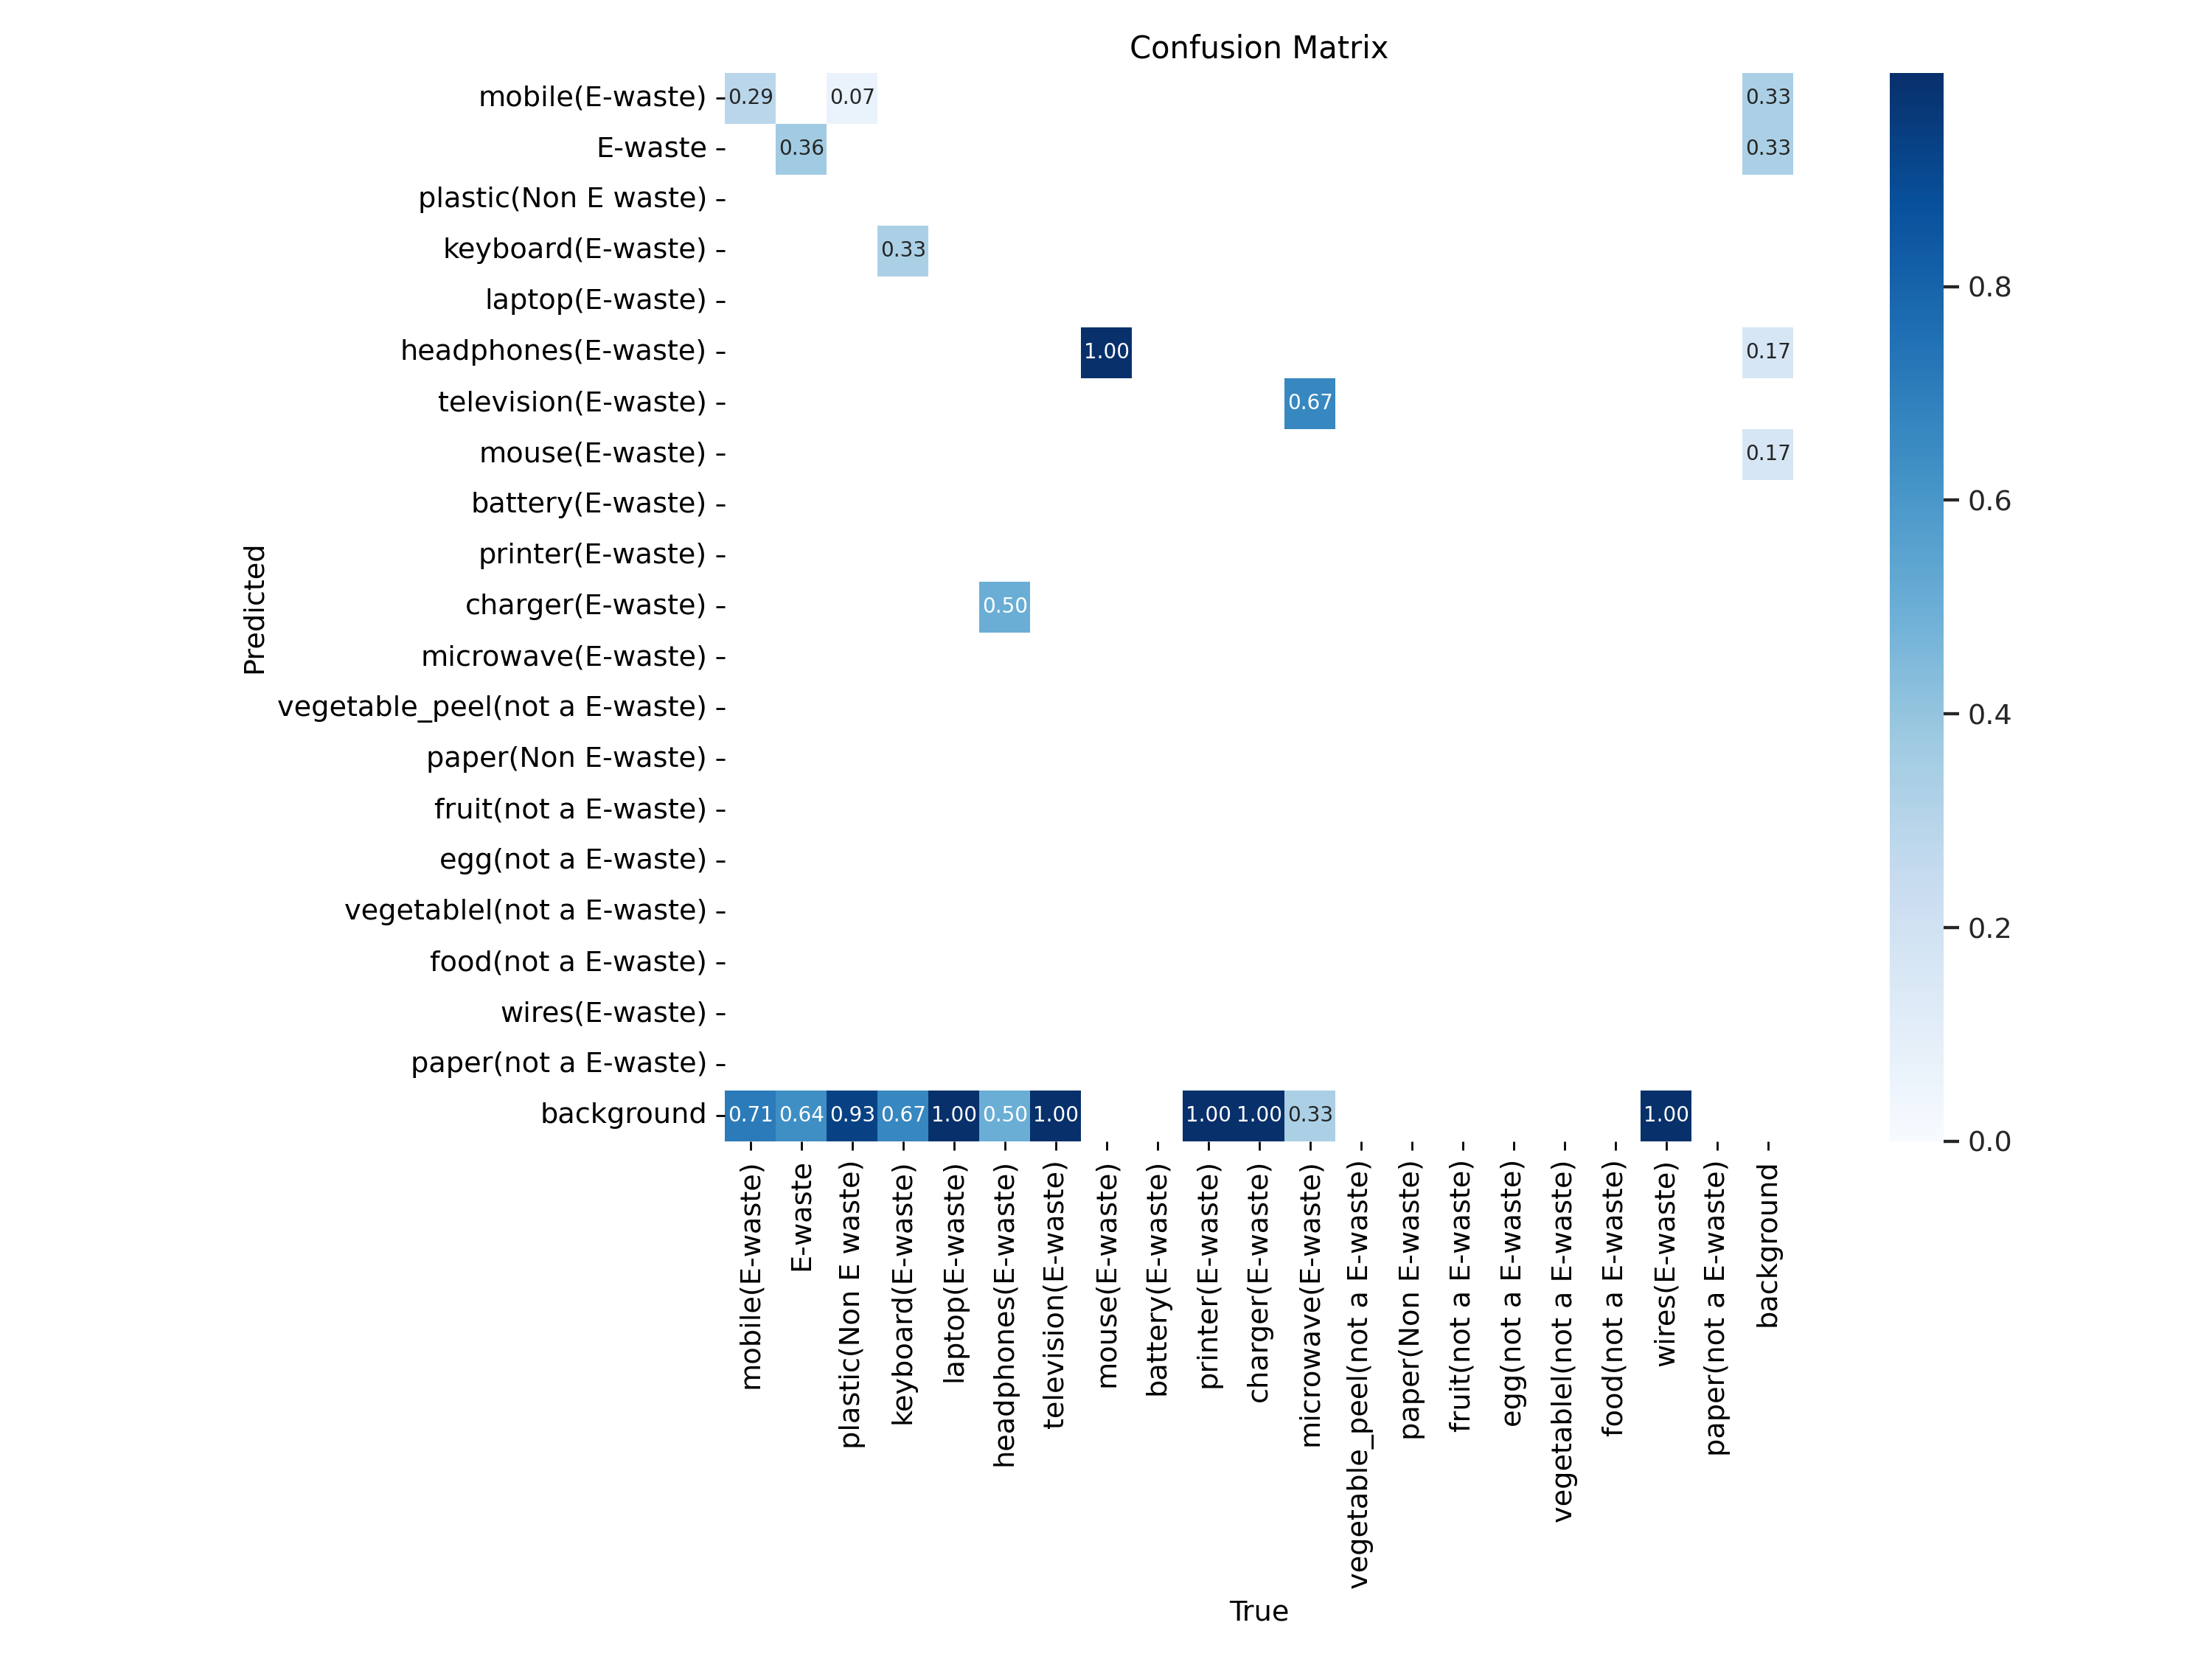 Confusion Matrix
mobile(E-waste) 0.29 0.07 0.33
E-waste 0.36 0.33
plastic(Non E waste)
keyboard(E-waste) 0.33
laptop(E-waste)
headphones(E-waste) 1.00 0.17
television(E-waste) 0.67
mouse(E-waste) 0.17
battery(E-waste)
printer(E-waste)
charger(E-waste) 0.50
microwave(E-waste)
vegetable_peel(not a E-waste)
paper(Non E-waste)
fruit(not a E-waste)
egg(not a E-waste)
vegetablel(not a E-waste)
food(not a E-waste)
wires(E-waste)
paper(not a E-waste)
background 0.71 0.64 0.93 0.67 1.00 0.50 1.00 1.00 1.00 0.33 1.00
Predicted
mobile(E-waste)
E-waste
plastic(Non E waste)
keyboard(E-waste)
laptop(E-waste)
headphones(E-waste)
television(E-waste)
mouse(E-waste)
battery(E-waste)
printer(E-waste)
charger(E-waste)
microwave(E-waste)
vegetable_peel(not a E-waste)
paper(Non E-waste)
fruit(not a E-waste)
egg(not a E-waste)
vegetablel(not a E-waste)
food(not a E-waste)
wires(E-waste)
paper(not a E-waste)
background
True
0.8
0.6
0.4
0.2
0.0